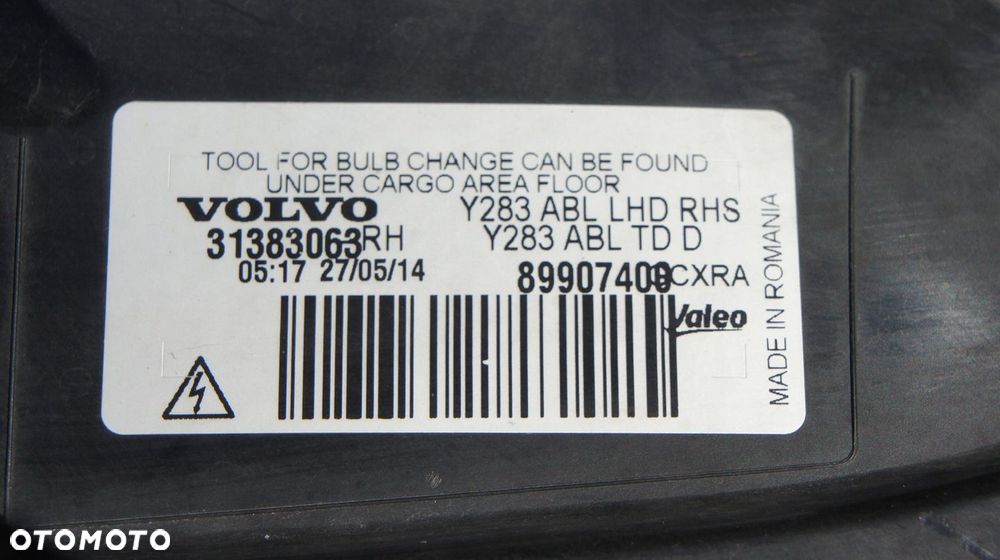 TOOL FOR BULB CHANGE CAN BE FOUND
UNDER CARGO AREA FLOOR
VOLVO Y283 ABL LHD RHS
31383063 RH Y283 ABL TD D
05:17 27/05/14 89907400 CXRA
Valeo
MADE IN ROMANIA
OTOMOTO